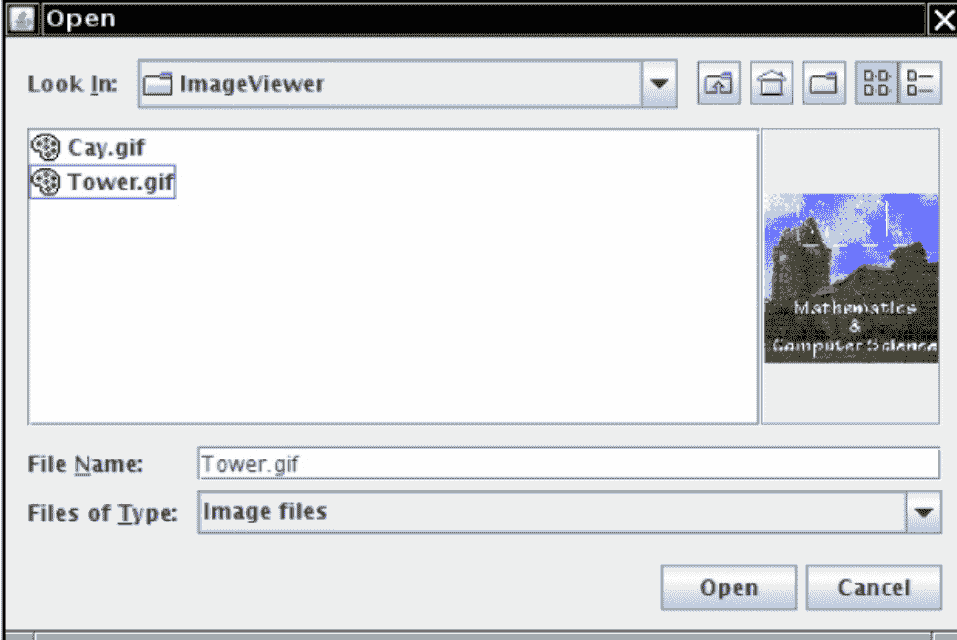 Open
Look In:
ImageViewer
Cay.gif
Tower.gif
Mathematics
&
Computer Science
File Name:
Tower.gif
Files of Type:
Image files
Open
Cancel